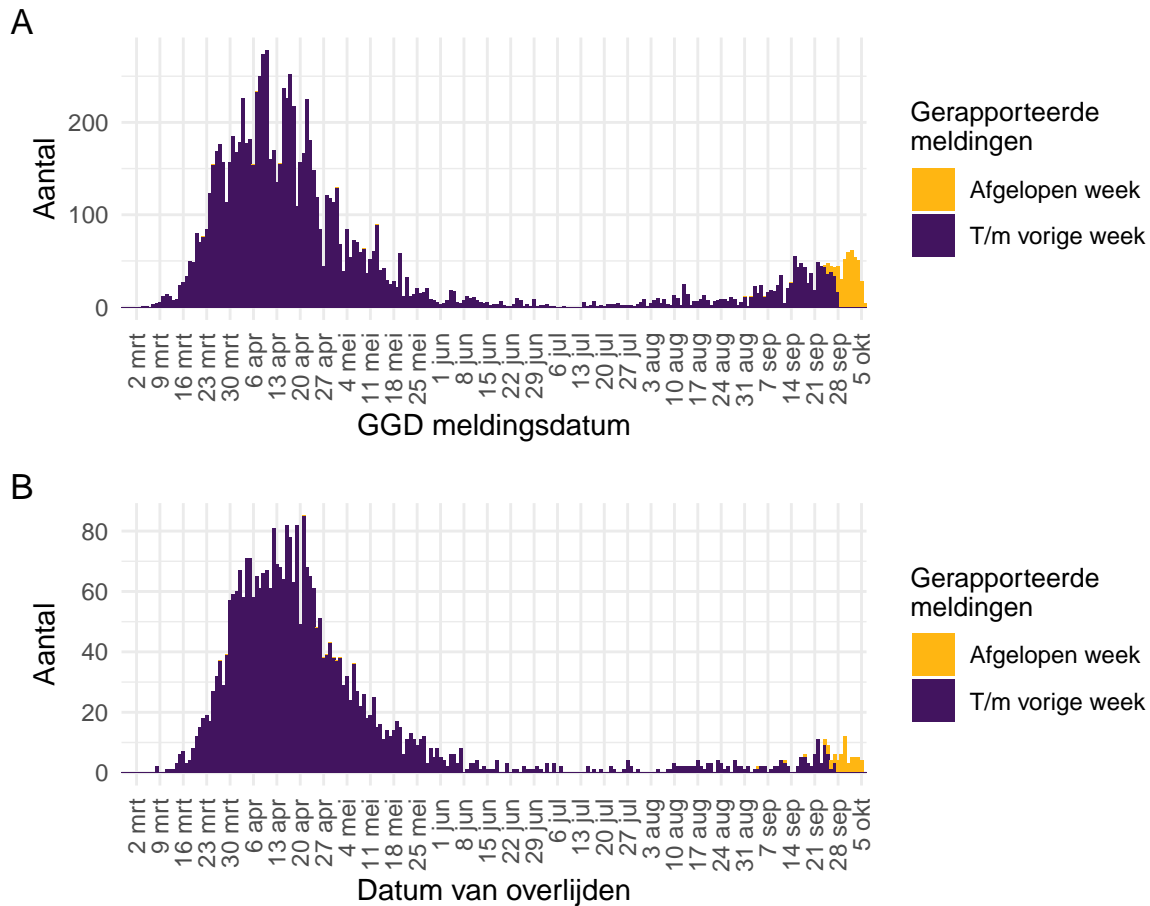 A
Aantal
200
100
0
2 mrt
9 mrt
16 mrt
23 mrt
30 mrt
6 apr
13 apr
20 apr
27 apr
4 mei
11 mei
18 mei
25 mei
1 jun
8 jun
15 jun
22 jun
29 jun
6 jul
13 jul
20 jul
27 jul
3 aug
10 aug
17 aug
24 aug
31 aug
7 sep
14 sep
21 sep
28 sep
5 okt
GGD meldingsdatum
Gerapporteerde
meldingen
Afgelopen week
T/m vorige week
B
Aantal
80
60
40
20
0
2 mrt
9 mrt
16 mrt
23 mrt
30 mrt
6 apr
13 apr
20 apr
27 apr
4 mei
11 mei
18 mei
25 mei
1 jun
8 jun
15 jun
22 jun
29 jun
6 jul
13 jul
20 jul
27 jul
3 aug
10 aug
17 aug
24 aug
31 aug
7 sep
14 sep
21 sep
28 sep
5 okt
Datum van overlijden
Gerapporteerde
meldingen
Afgelopen week
T/m vorige week